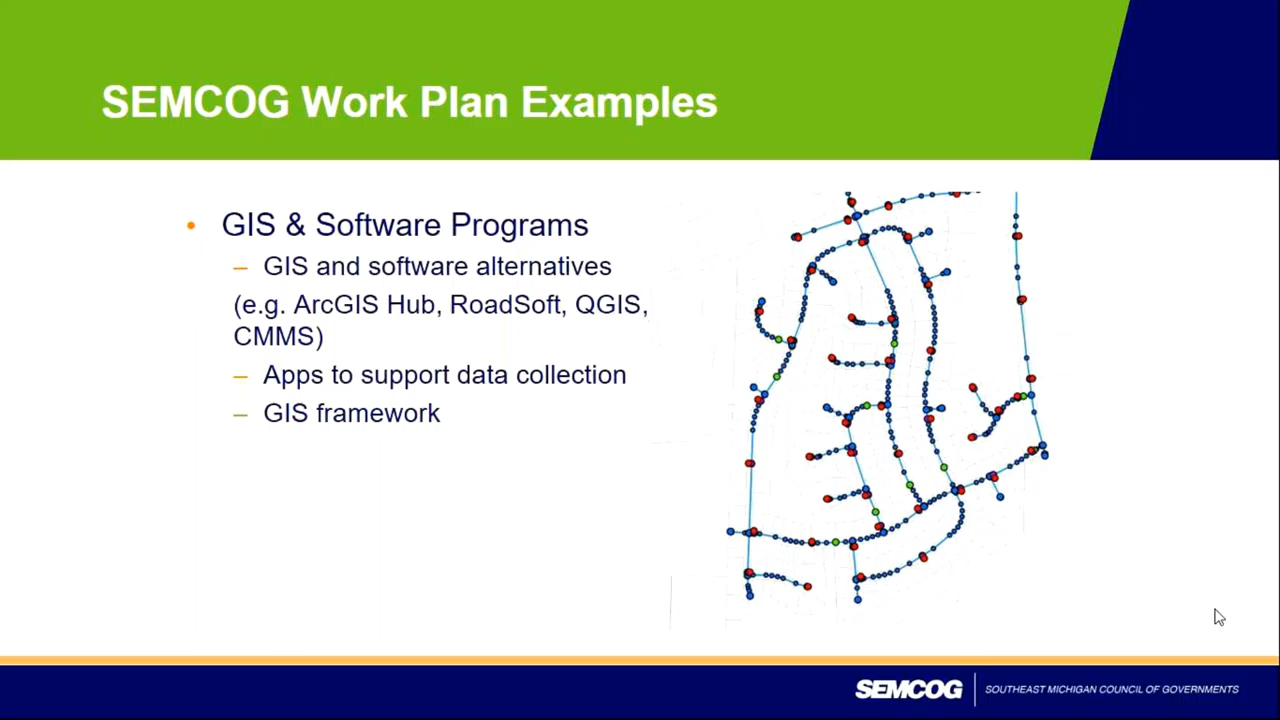 SEMCOG Work Plan Examples
• GIS & Software Programs
– GIS and software alternatives
(e.g. ArcGIS Hub, RoadSoft, QGIS,
CMMS)
– Apps to support data collection
– GIS framework
SEMCOG
SOUTHEAST MICHIGAN COUNCIL OF GOVERNMENTS